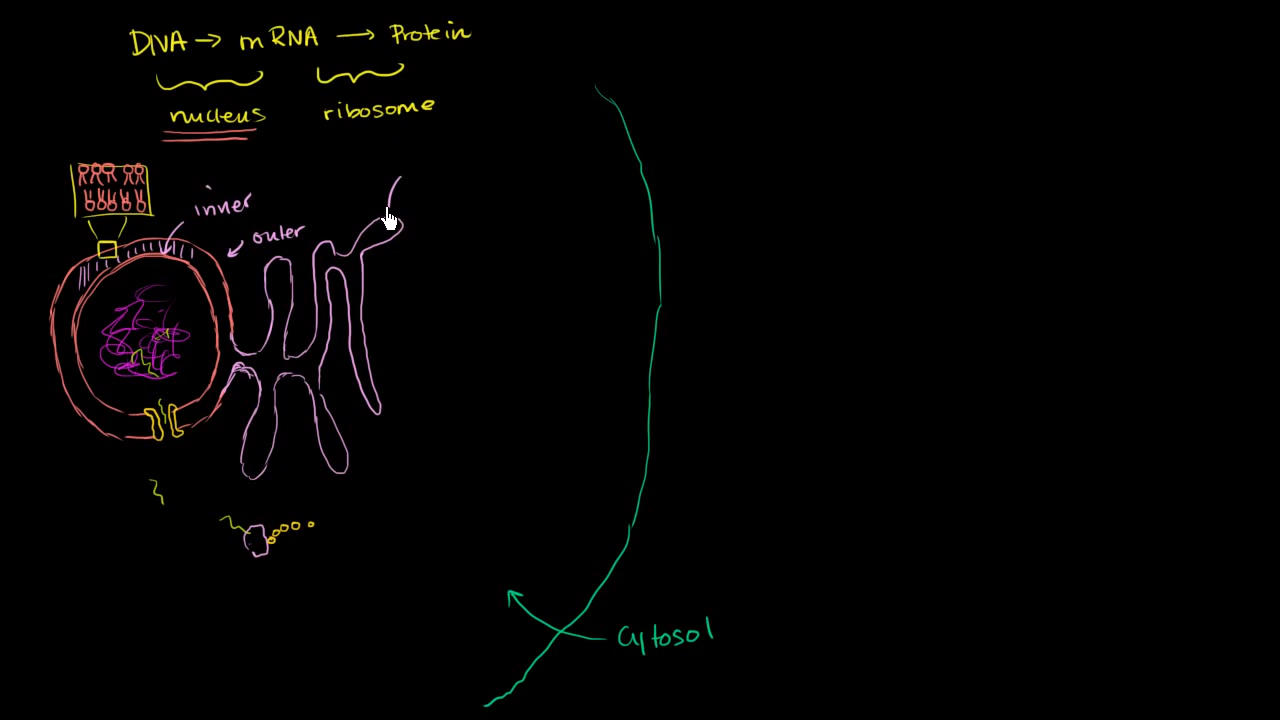 DNA → mRNA → Protein
nucleus ribosome
inner
outer
Cytosol